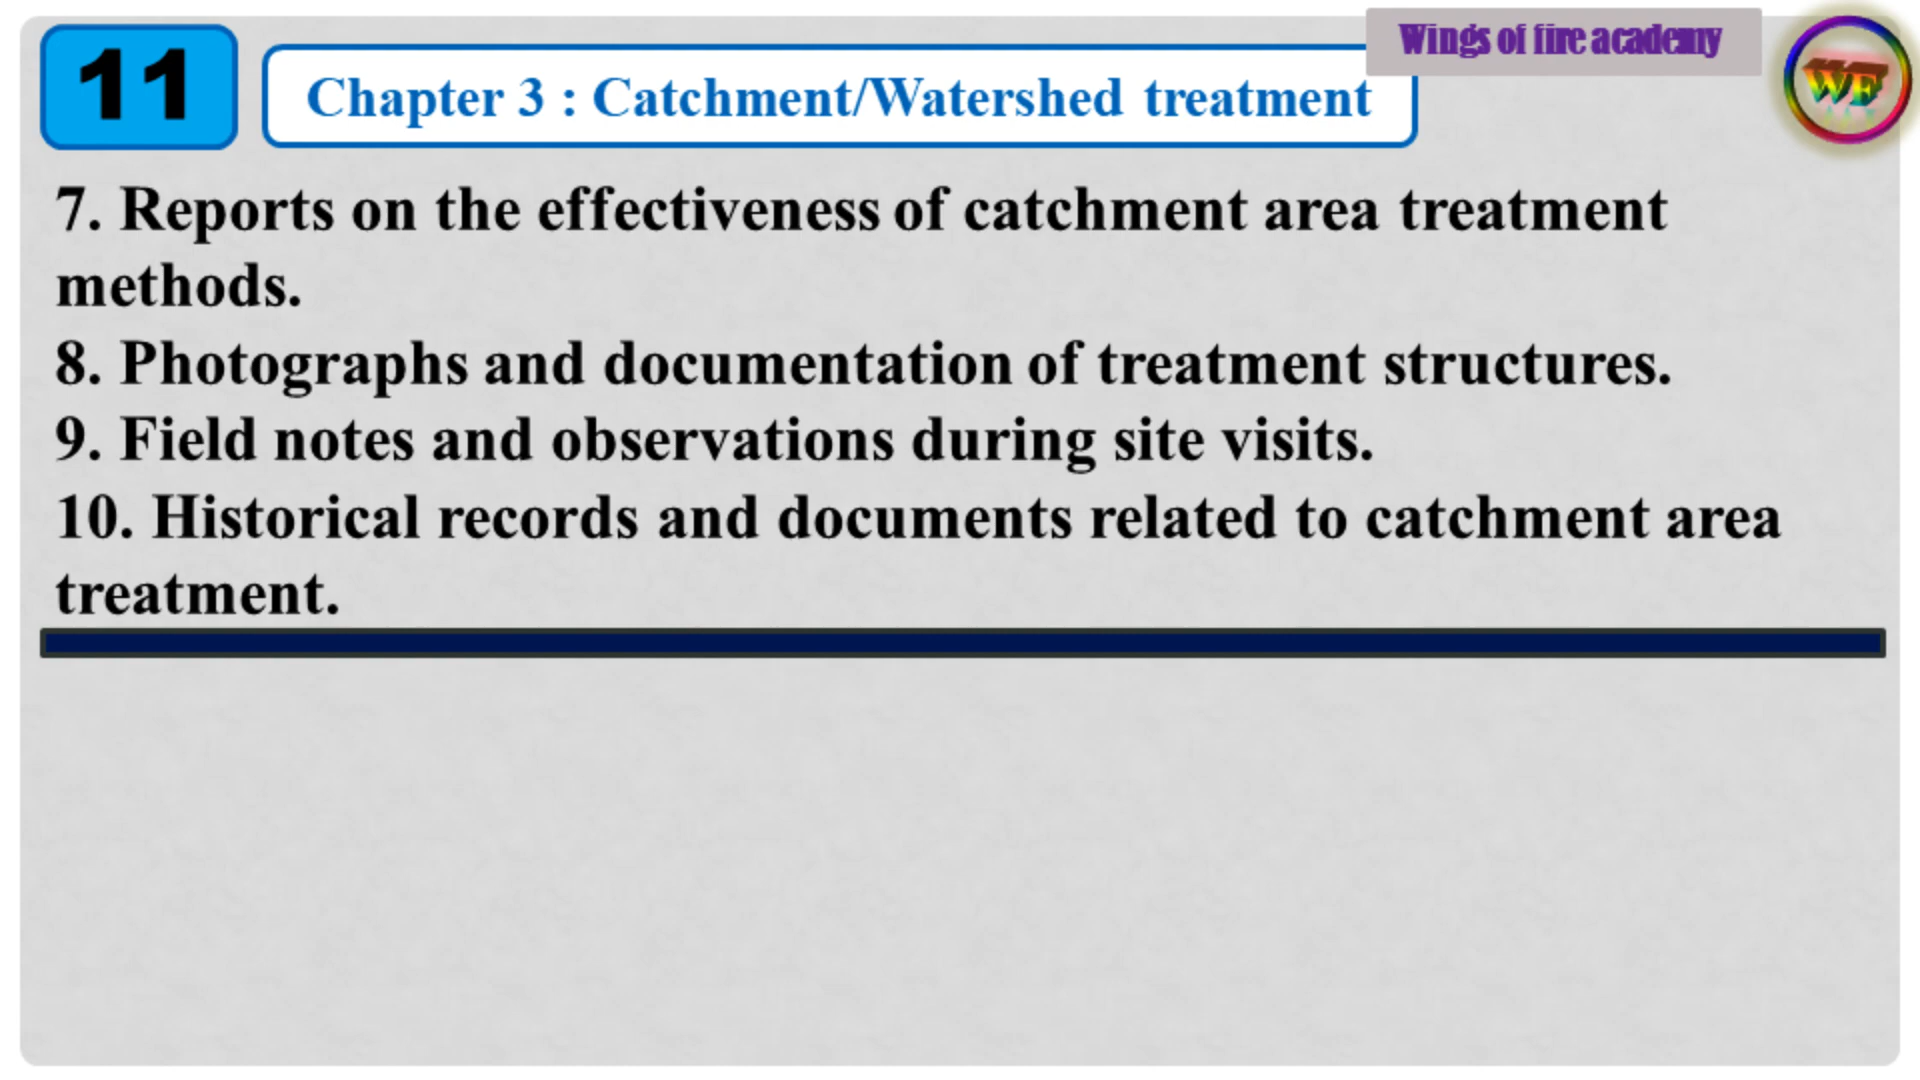 11
Chapter 3 : Catchment/Watershed treatment
Wings of fire academy
WF
7. Reports on the effectiveness of catchment area treatment
methods.
8. Photographs and documentation of treatment structures.
9. Field notes and observations during site visits.
10. Historical records and documents related to catchment area
treatment.